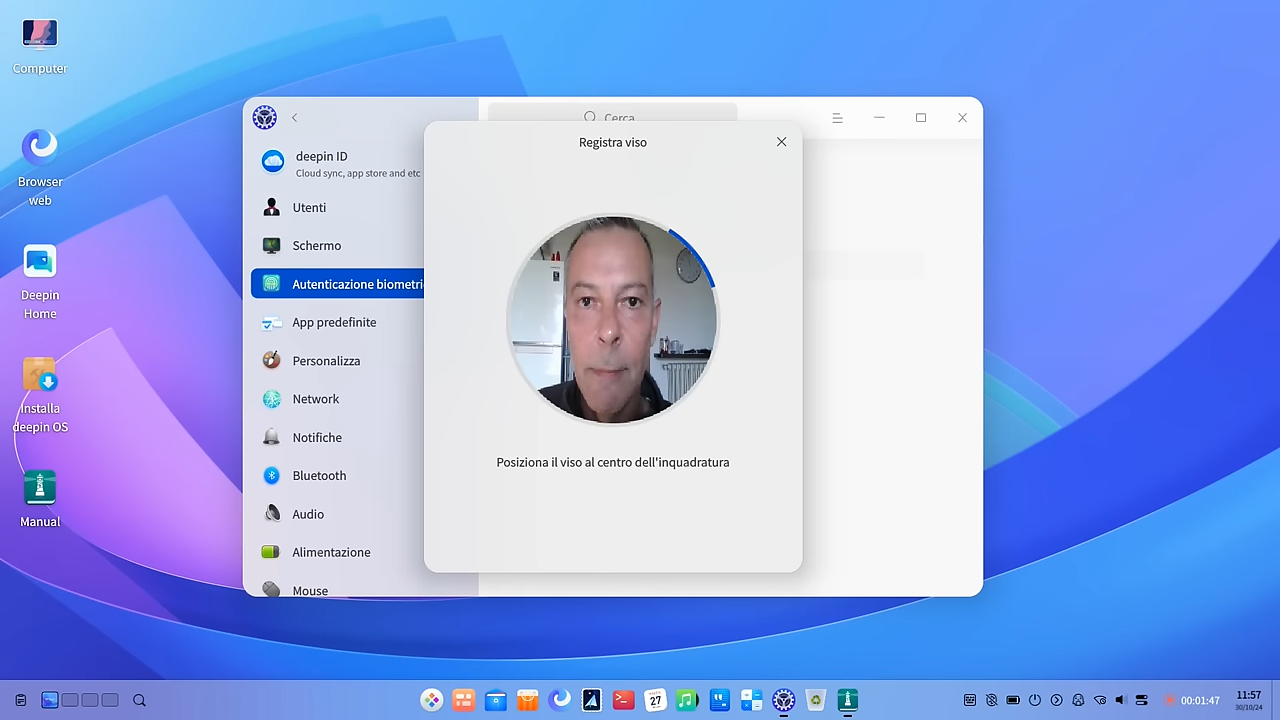 Computer
Browser
web
Deepin
Home
Installa
deepin OS
Manual
Cerca
deepin ID
Cloud sync, app store and etc
Utenti
Schermo
Autenticazione biometri
App predefinite
Personalizza
Network
Notifiche
Bluetooth
Audio
Alimentazione
Mouse
Registra viso
Posiziona il viso al centro dell'inquadratura
27
00:01:47
11:57
30/10/24